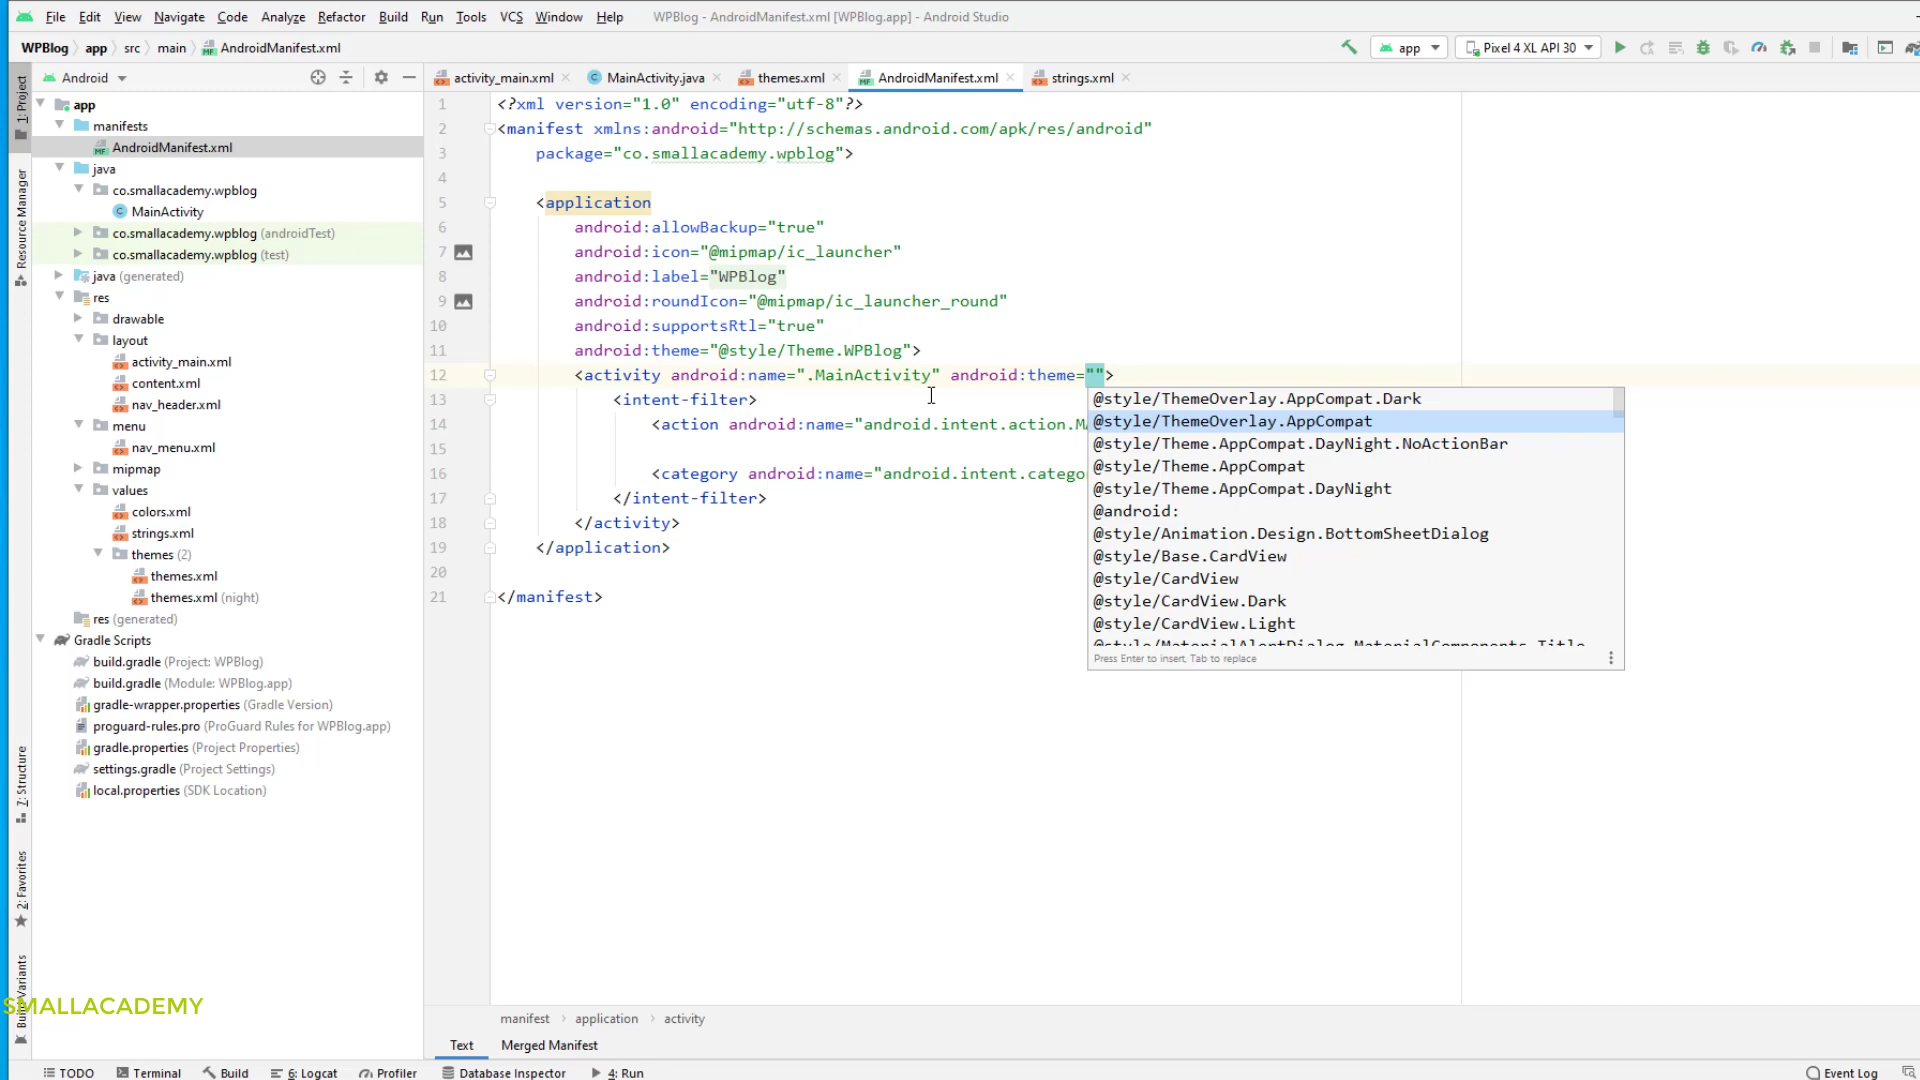 File Edit View Navigate Code Analyze Refactor Build Run Tools VCS Window Help WPBlog - AndroidManifest.xml [WPBlog.app] - Android Studio
WPBlog app src main AndroidManifest.xml app Pixel 4 XL API 30
Android activity_main.xml MainActivity.java themes.xml AndroidManifest.xml strings.xml
1: Project
Resource Manager
7: Structure
2: Favorites
Build Variants
app
manifests
AndroidManifest.xml
java
co.smallacademy.wpblog
MainActivity
co.smallacademy.wpblog (androidTest)
co.smallacademy.wpblog (test)
java (generated)
res
drawable
layout
activity_main.xml
content.xml
nav_header.xml
menu
nav_menu.xml
mipmap
values
colors.xml
strings.xml
themes (2)
themes.xml
themes.xml (night)
res (generated)
Gradle Scripts
build.gradle (Project: WPBlog)
build.gradle (Module: WPBlog.app)
gradle-wrapper.properties (Gradle Version)
proguard-rules.pro (ProGuard Rules for WPBlog.app)
gradle.properties (Project Properties)
settings.gradle (Project Settings)
local.properties (SDK Location)
1 <?xml version="1.0" encoding="utf-8"?>
2 <manifest xmlns:android="http://schemas.android.com/apk/res/android"
3 package="co.smallacademy.wpblog">
4
5 <application
6 android:allowBackup="true"
7 android:icon="@mipmap/ic_launcher"
8 android:label="WPBlog"
9 android:roundIcon="@mipmap/ic_launcher_round"
10 android:supportsRtl="true"
11 android:theme="@style/Theme.WPBlog">
12 <activity android:name=".MainActivity" android:theme="">
13 <intent-filter>
14 <action android:name="android.intent.action.M
15
16 <category android:name="android.intent.catego
17 </intent-filter>
18 </activity>
19 </application>
20
21 </manifest>
@style/ThemeOverlay.AppCompat.Dark
@style/ThemeOverlay.AppCompat
@style/Theme.AppCompat.DayNight.NoActionBar
@style/Theme.AppCompat
@style/Theme.AppCompat.DayNight
@android:
@style/Animation.Design.BottomSheetDialog
@style/Base.CardView
@style/CardView
@style/CardView.Dark
@style/CardView.Light
@style/MaterialAlertDialog.MaterialComponents.Title
Press Enter to insert, Tab to replace
SMALLACADEMY
manifest application activity
Text Merged Manifest
TODO Terminal Build 6: Logcat Profiler Database Inspector 4: Run Event Log